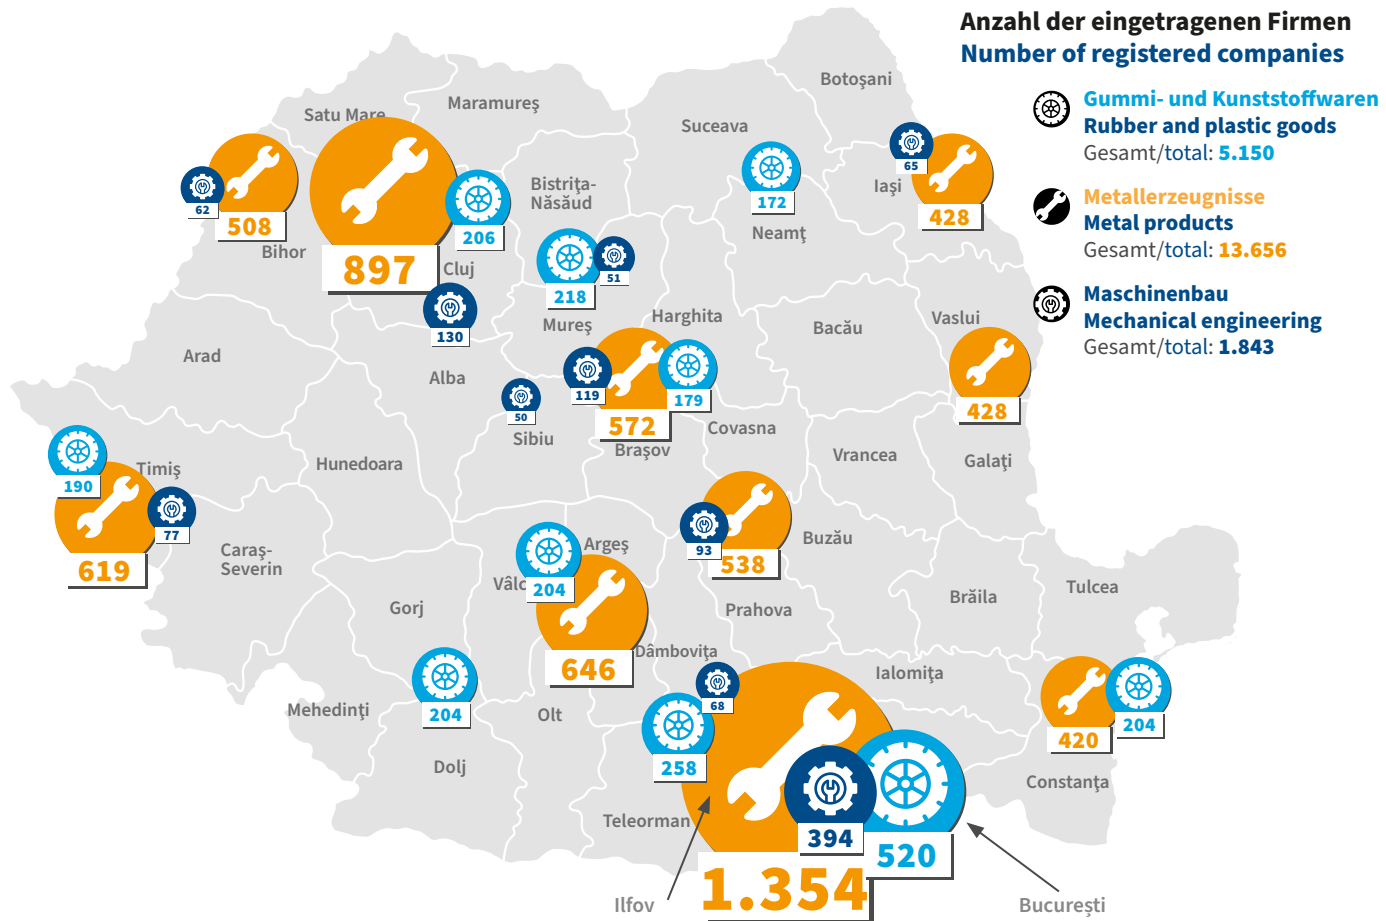 Anzahl der eingetragenen Firmen
Number of registered companies
Gummi- und Kunststoffwaren
Rubber and plastic goods
Gesamt/total: 5.150
Metallerzeugnisse
Metal products
Gesamt/total: 13.656
Maschinenbau
Mechanical engineering
Gesamt/total: 1.843
Botoşani
Satu Mare
Maramureş
Suceava
65
Iaşi
428
62
508
Bihor
897
206
Cluj
130
Bistriţa-
Năsăud
172
Neamţ
218
51
Mureş
Harghita
Bacău
Vaslui
428
Arad
Alba
50
Sibiu
119
572
179
Braşov
Covasna
Vrancea
Galaţi
190
Timiş
77
619
Hunedoara
Caraş-
Severin
Argeş
Vâlc
204
646
93
538
Buzău
Prahova
Brăila
Tulcea
Gorj
Dâmboviţa
Ialomiţa
Mehedinţi
204
Olt
Dolj
68
258
420
204
Constanţa
Teleorman
394
520
1.354
Ilfov
Bucureşti